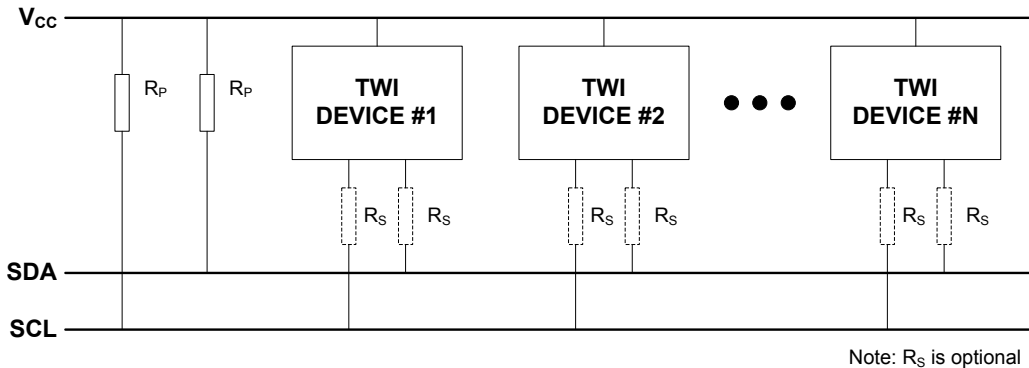 VCC
RP
RP
TWI
DEVICE #1
TWI
DEVICE #2
TWI
DEVICE #N
RS
RS
RS
RS
RS
RS
SDA
SCL
Note: RS is optional